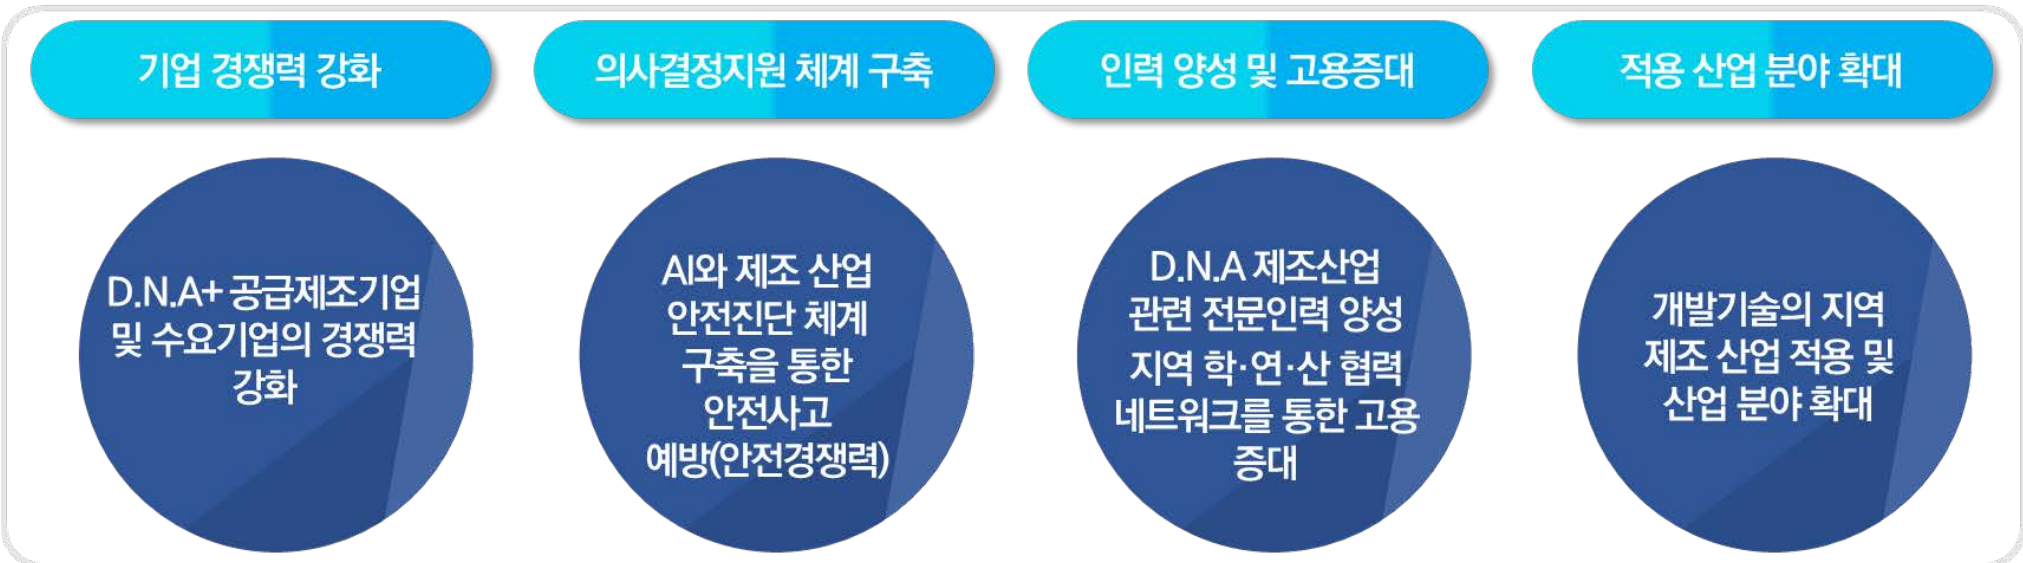 기업 경쟁력 강화
D.N.A+ 공급제조기업
및 수요기업의 경쟁력
강화
의사결정지원 체계 구축
AI와 제조 산업
안전진단 체계
구축을 통한
안전사고
예방(안전경쟁력)
인력 양성 및 고용증대
D.N.A 제조산업
관련 전문인력 양성
지역 학·연·산 협력
네트워크를 통한 고용
증대
적용 산업 분야 확대
개발기술의 지역
제조 산업 적용 및
산업 분야 확대